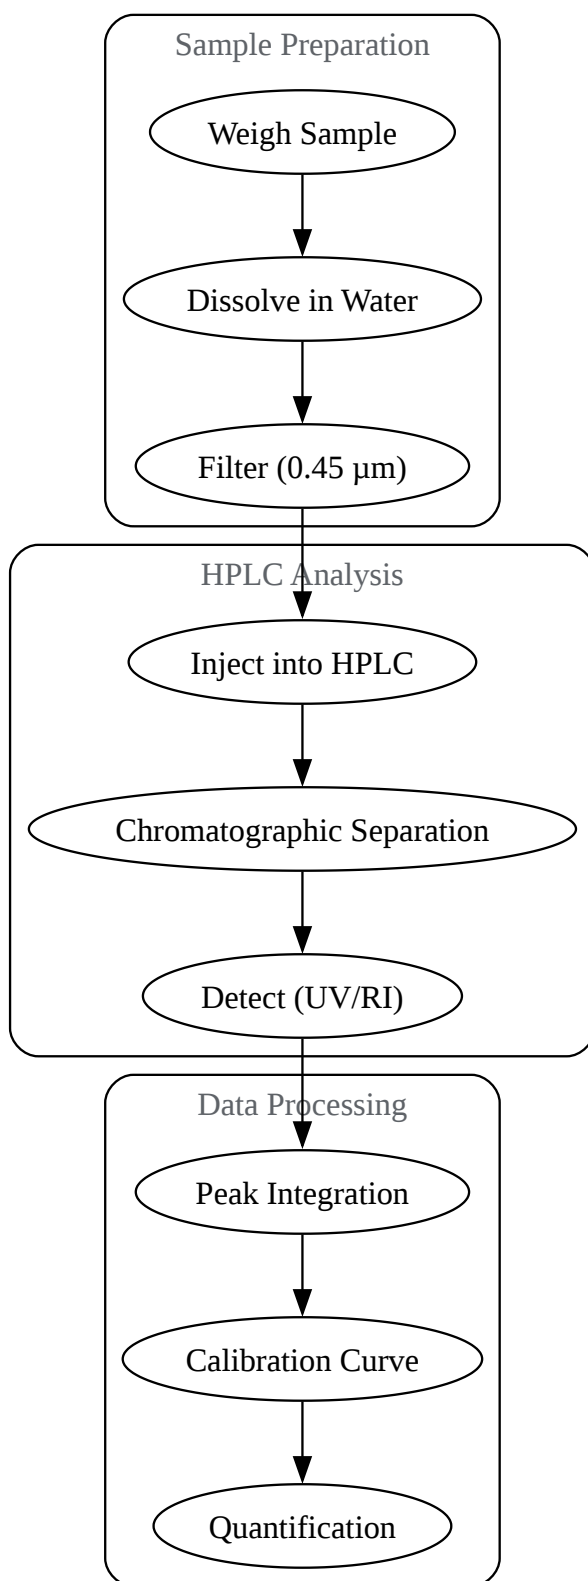 Sample Preparation
Weigh Sample
Dissolve in Water
Filter (0.45 µm)
HPLC Analysis
Inject into HPLC
Chromatographic Separation
Detect (UV/RI)
Data Processing
Peak Integration
Calibration Curve
Quantification